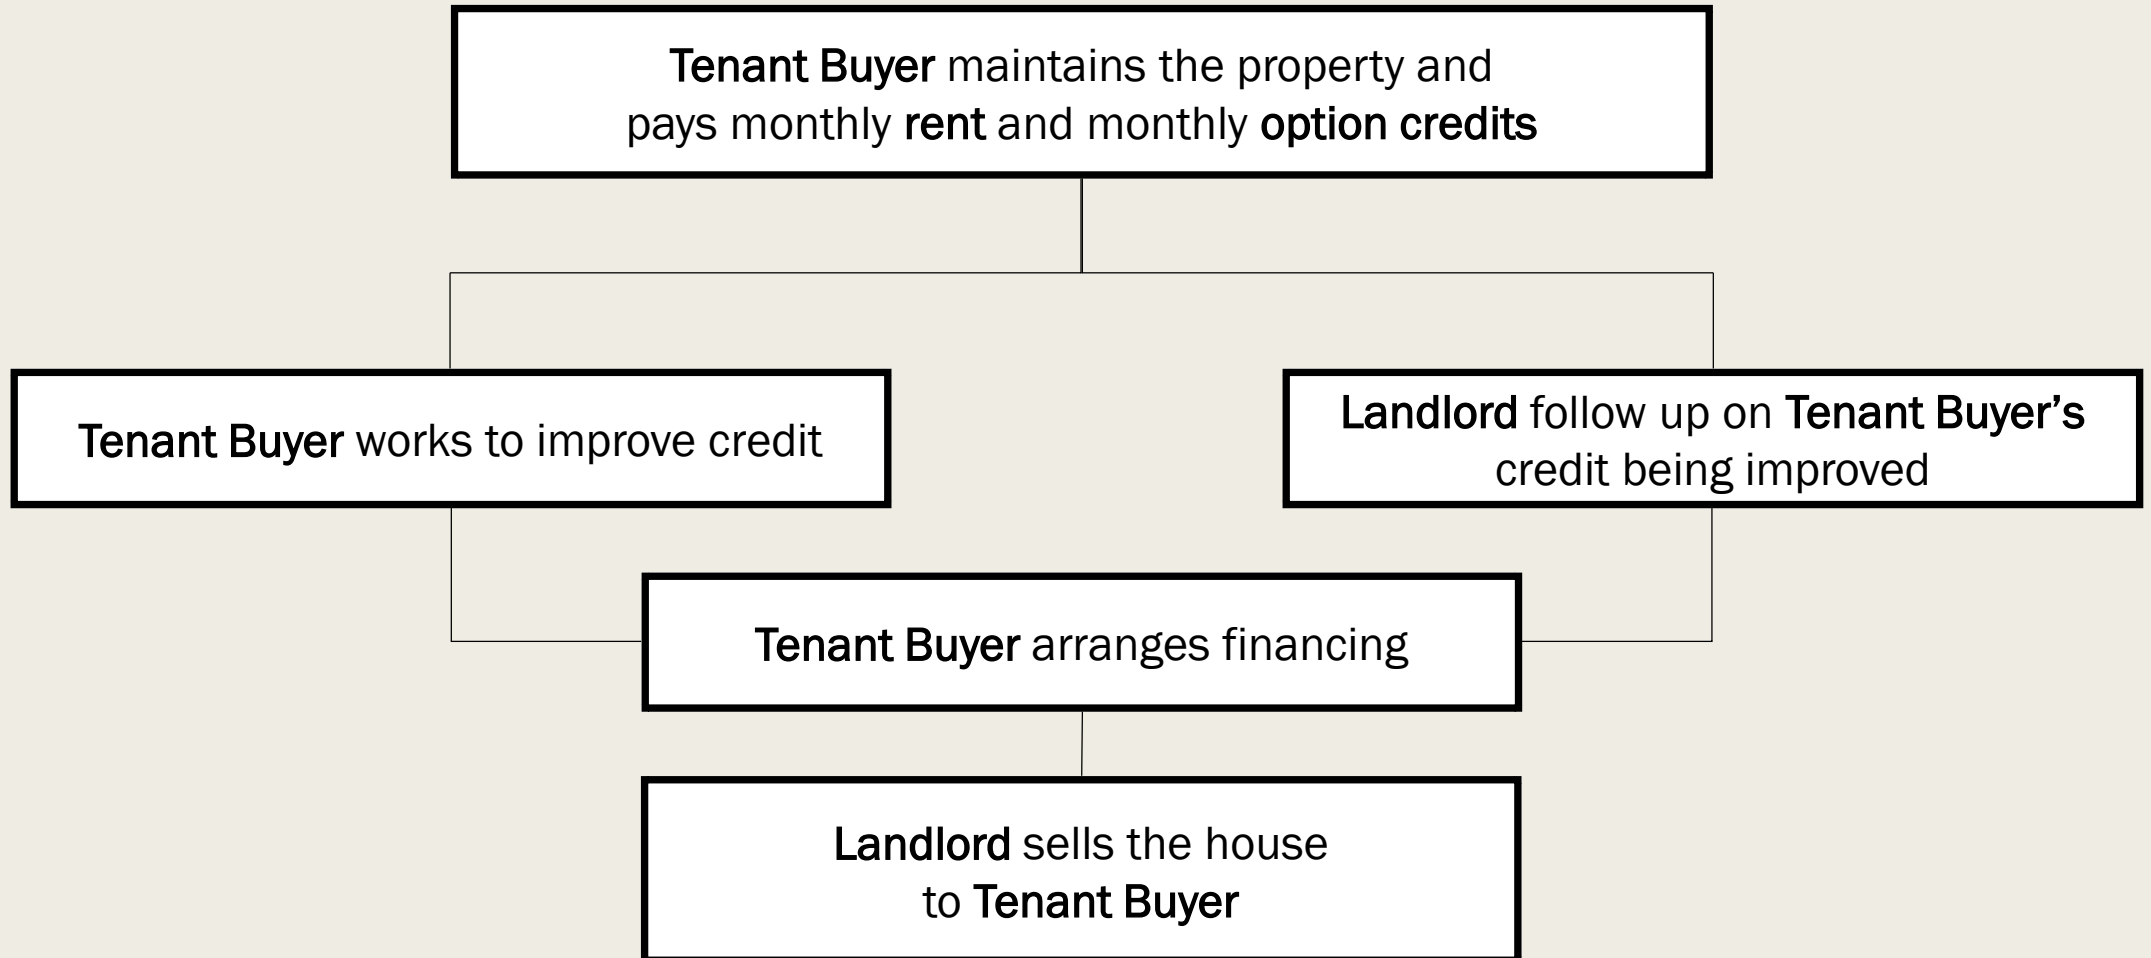 Tenant Buyer maintains the property and
pays monthly rent and monthly option credits
Tenant Buyer works to improve credit
Landlord follow up on Tenant Buyer’s
credit being improved
Tenant Buyer arranges financing
Landlord sells the house
to Tenant Buyer